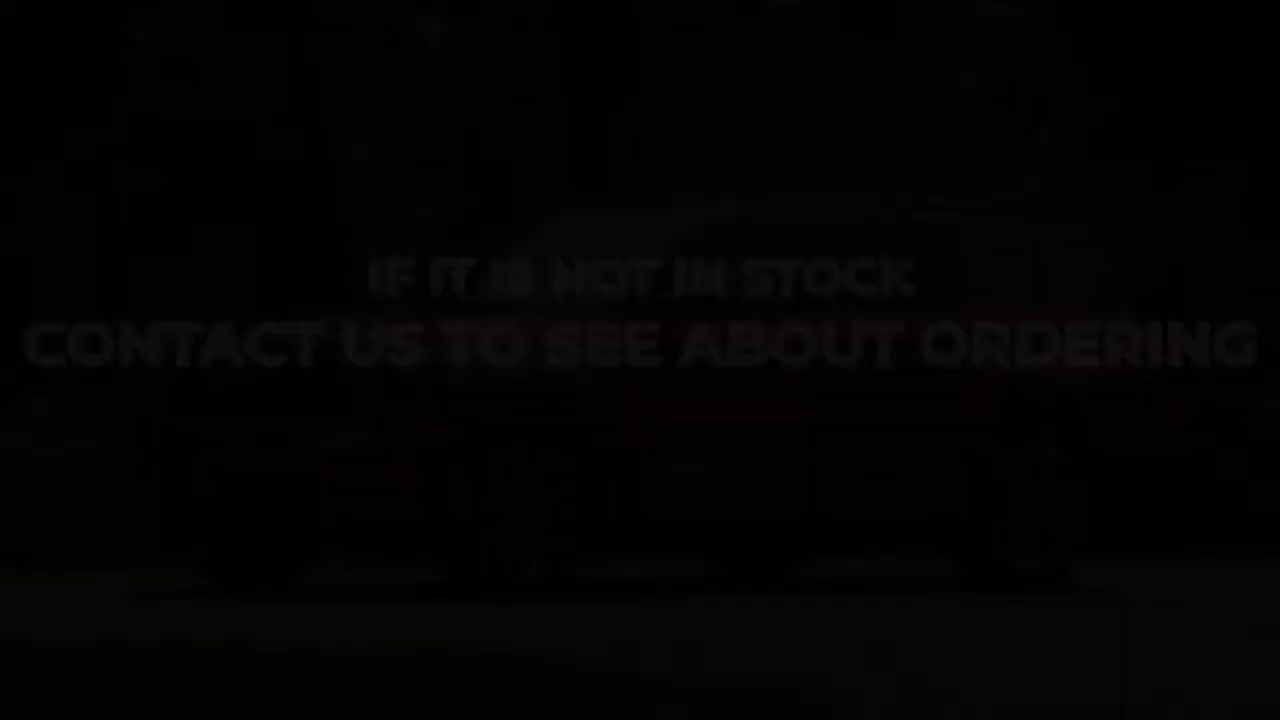 IF IT IS NOT IN STOCK
CONTACT US TO SEE ABOUT ORDERING